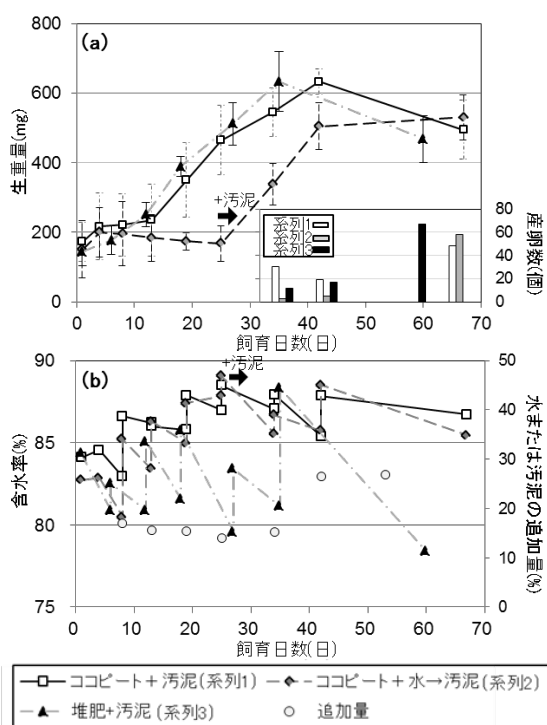 (a)
800
600
400
200
0
生重量(mg)
+汚泥
系列1
系列2
系列3
80
60
40
20
0
産卵数(個)
0 10 20 30 40 50 60 70
飼育日数(日)
(b)
+汚泥
90
85
80
75
含水率(%)
50
40
30
20
10
0
水または汚泥の追加量(%)
0 10 20 30 40 50 60 70
飼育日数(日)
ココピート+汚泥(系列1) ココピート+水→汚泥(系列2)
堆肥+汚泥(系列3) 追加量